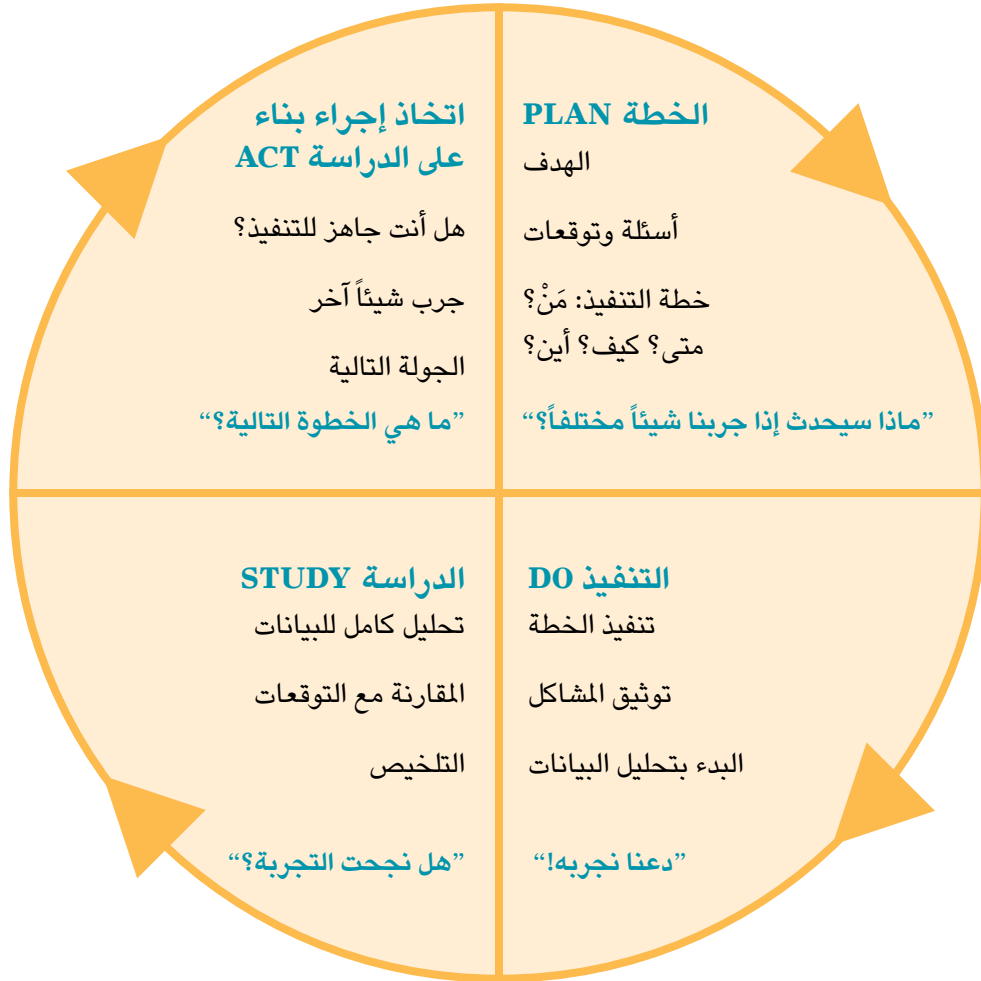 الخطة PLAN
الهدف
أسئلة وتوقعات
خطة التنفيذ: مَنْ؟
متى؟ كيف؟ أين؟
”ماذا سيحدث إذا جربنا شيئاً مختلفاً؟“
التنفيذ DO
تنفيذ الخطة
توثيق المشاكل
البدء بتحليل البيانات
”دعنا نجربه!“
الدراسة STUDY
تحليل كامل للبيانات
المقارنة مع التوقعات
التلخيص
”هل نجحت التجربة؟“
اتخاذ إجراء بناء
على الدراسة ACT
هل أنت جاهز للتنفيذ؟
جرب شيئاً آخر
الجولة التالية
”ما هي الخطوة التالية؟“